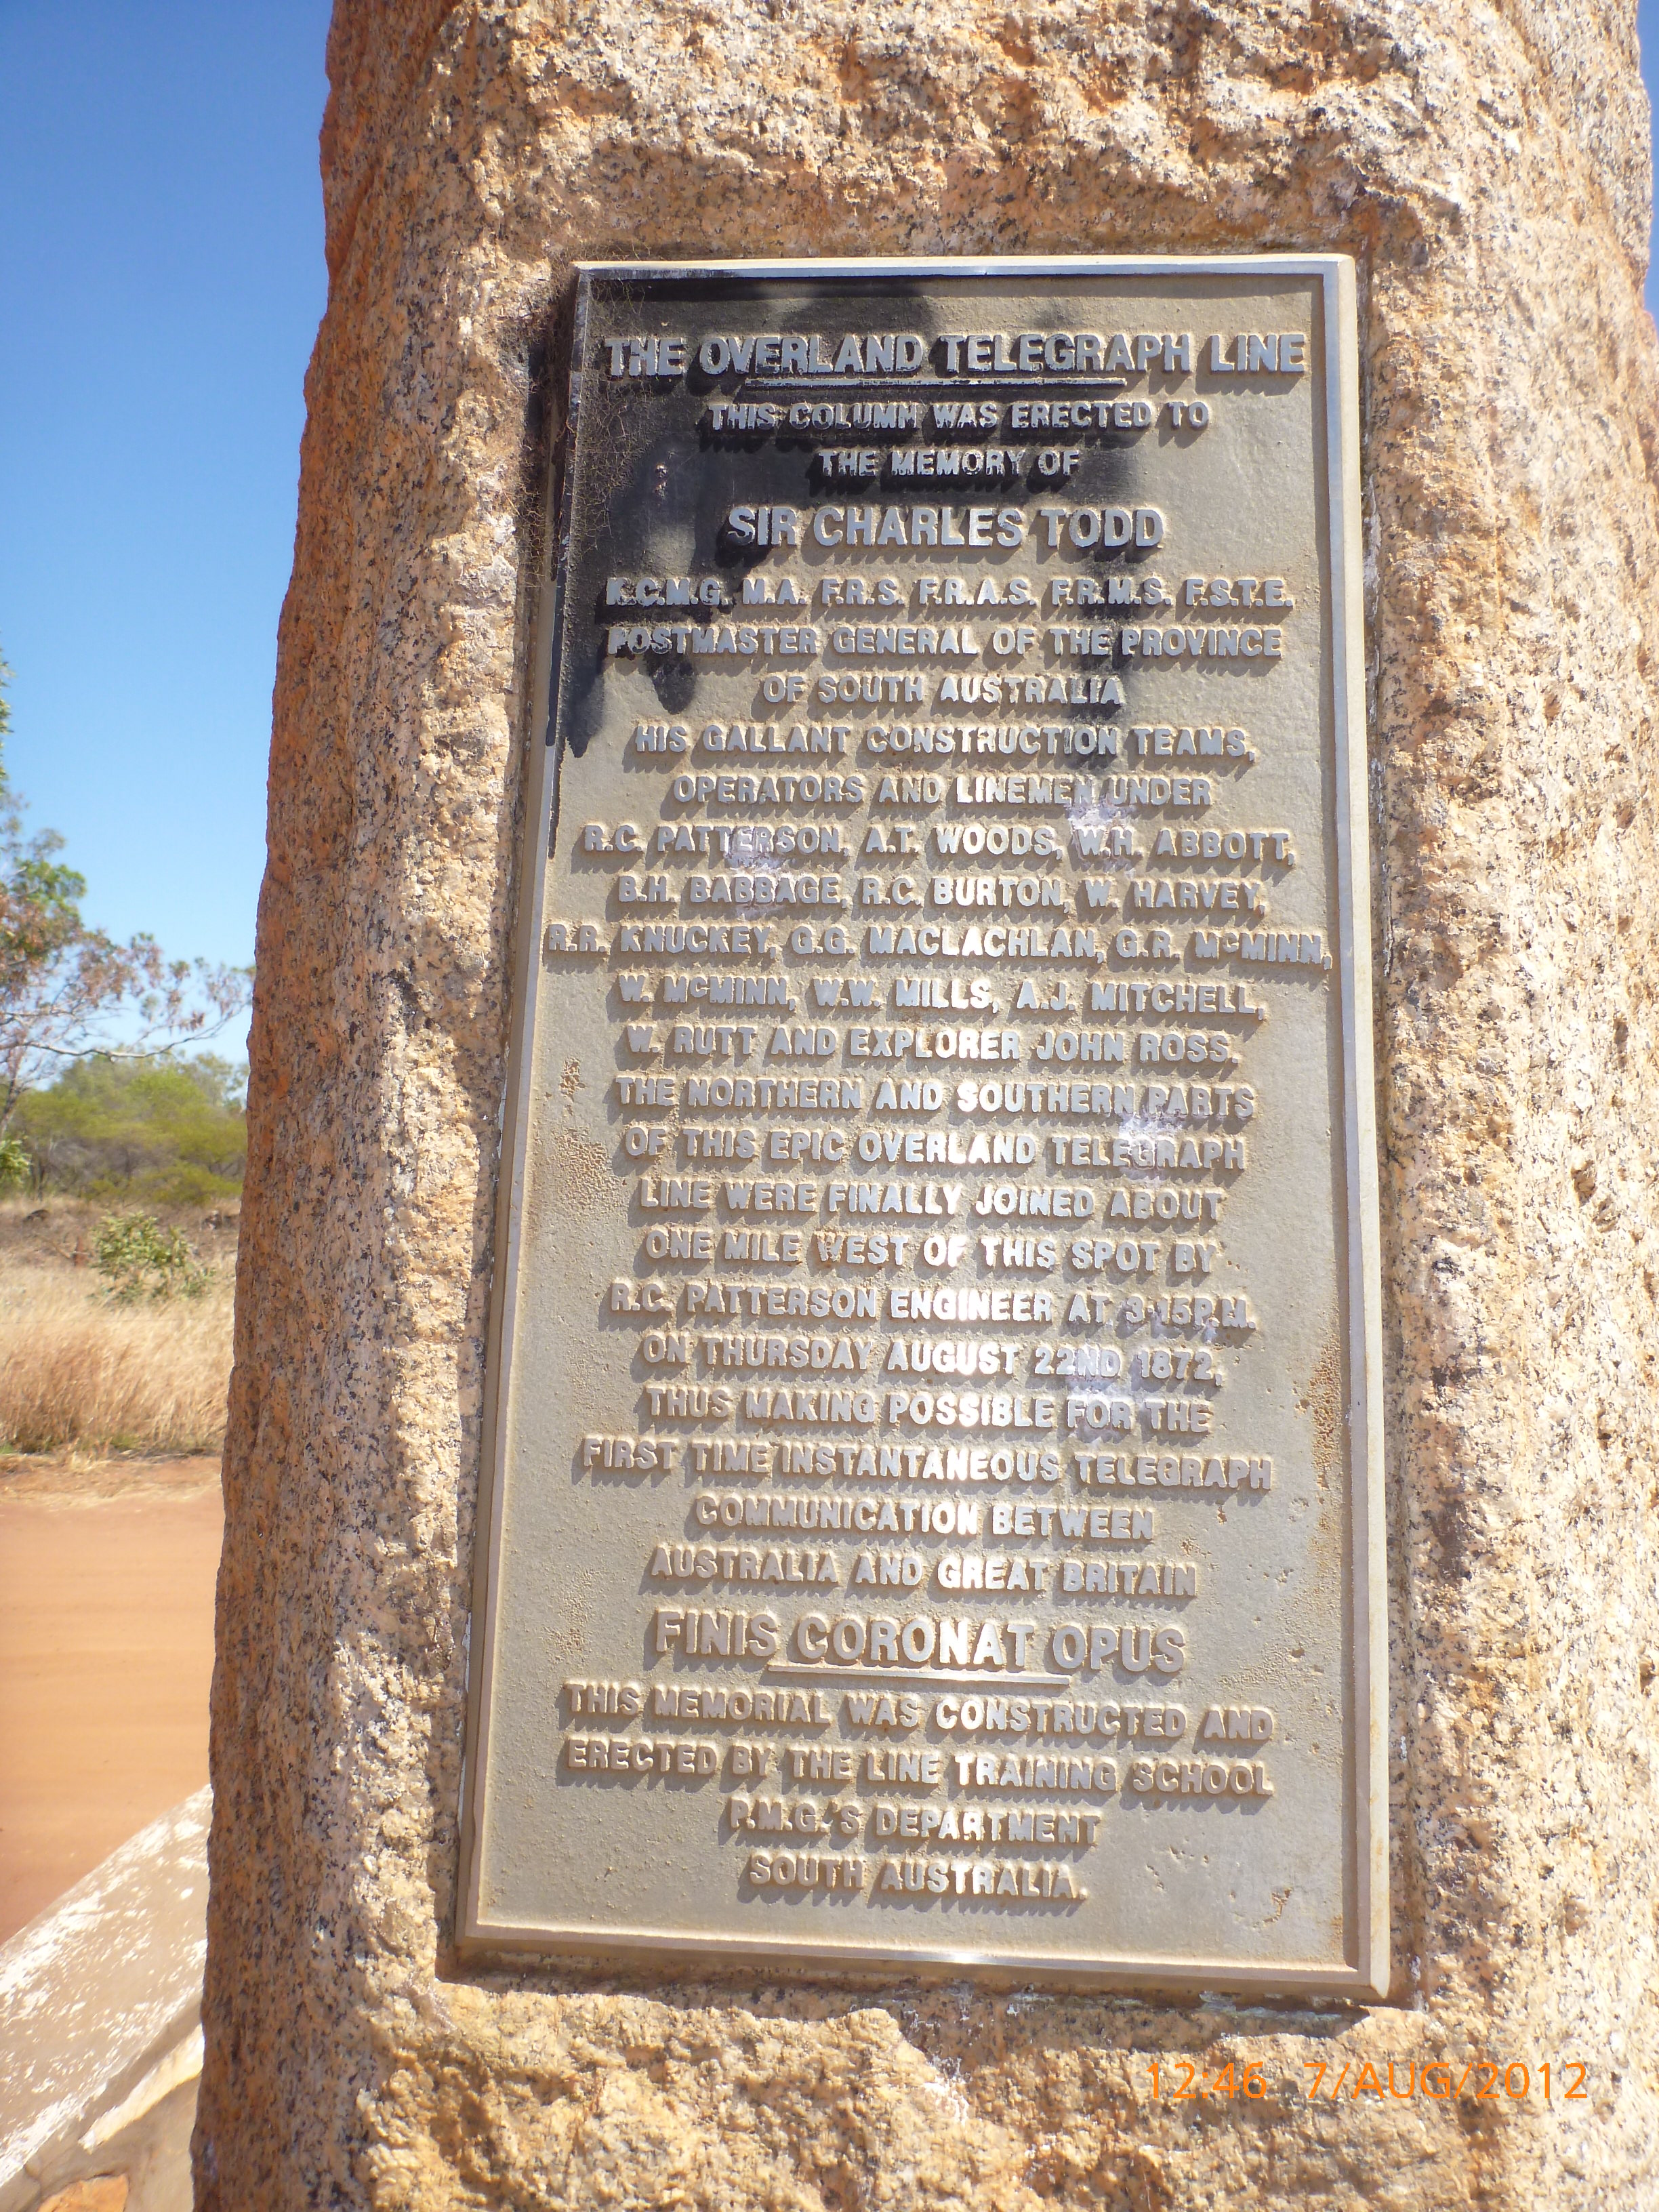 THE OVERLAND TELEGRAPH LINE
THIS COLUMN WAS ERECTED TO
THE MEMORY OF
SIR CHARLES TODD
K.C.M.G. M.A. F.R.S. F.R.A.S. F.R.M.S. F.S.T.E.
POSTMASTER GENERAL OF THE PROVINCE
OF SOUTH AUSTRALIA
HIS GALLANT CONSTRUCTION TEAMS,
OPERATORS AND LINEMEN UNDER
R.C. PATTERSON, A.T. WOODS, W.H. ABBOTT,
B.H. BABBAGE, R.C. BURTON, W. HARVEY,
R.R. KNUCKEY, G.G. MACLACHLAN, G.R. McMINN,
W. McMINN, W.W. MILLS, A.J. MITCHELL,
W. RUTT AND EXPLORER JOHN ROSS.
THE NORTHERN AND SOUTHERN PARTS
OF THIS EPIC OVERLAND TELEGRAPH
LINE WERE FINALLY JOINED ABOUT
ONE MILE WEST OF THIS SPOT BY
R.C. PATTERSON ENGINEER AT 3·15P.M.
ON THURSDAY AUGUST 22ND 1872,
THUS MAKING POSSIBLE FOR THE
FIRST TIME INSTANTANEOUS TELEGRAPH
COMMUNICATION BETWEEN
AUSTRALIA AND GREAT BRITAIN
FINIS CORONAT OPUS
THIS MEMORIAL WAS CONSTRUCTED AND
ERECTED BY THE LINE TRAINING SCHOOL
P.M.G.'S DEPARTMENT
SOUTH AUSTRALIA.
12:46 7/AUG/2012